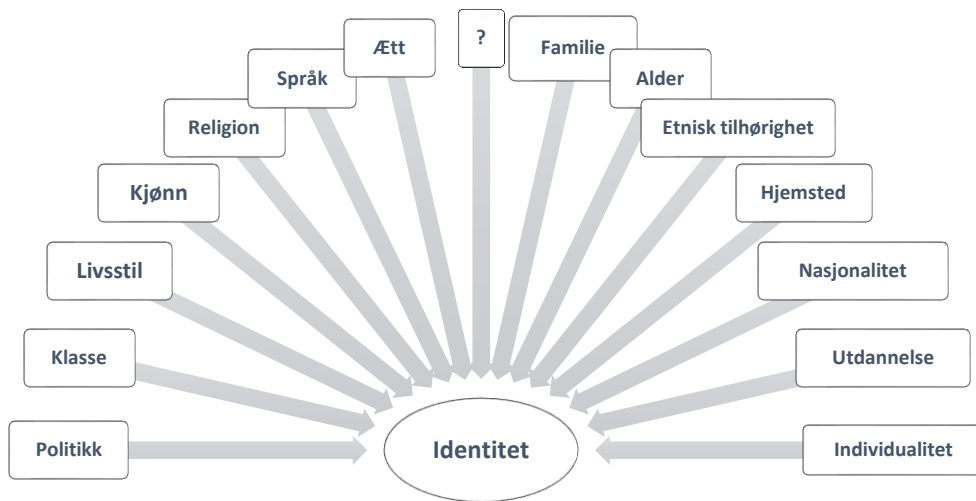 Politikk
Klasse
Livsstil
Kjønn
Religion
Språk
Ætt
?
Familie
Alder
Etnisk tilhørighet
Hjemsted
Nasjonalitet
Utdannelse
Individualitet
Identitet